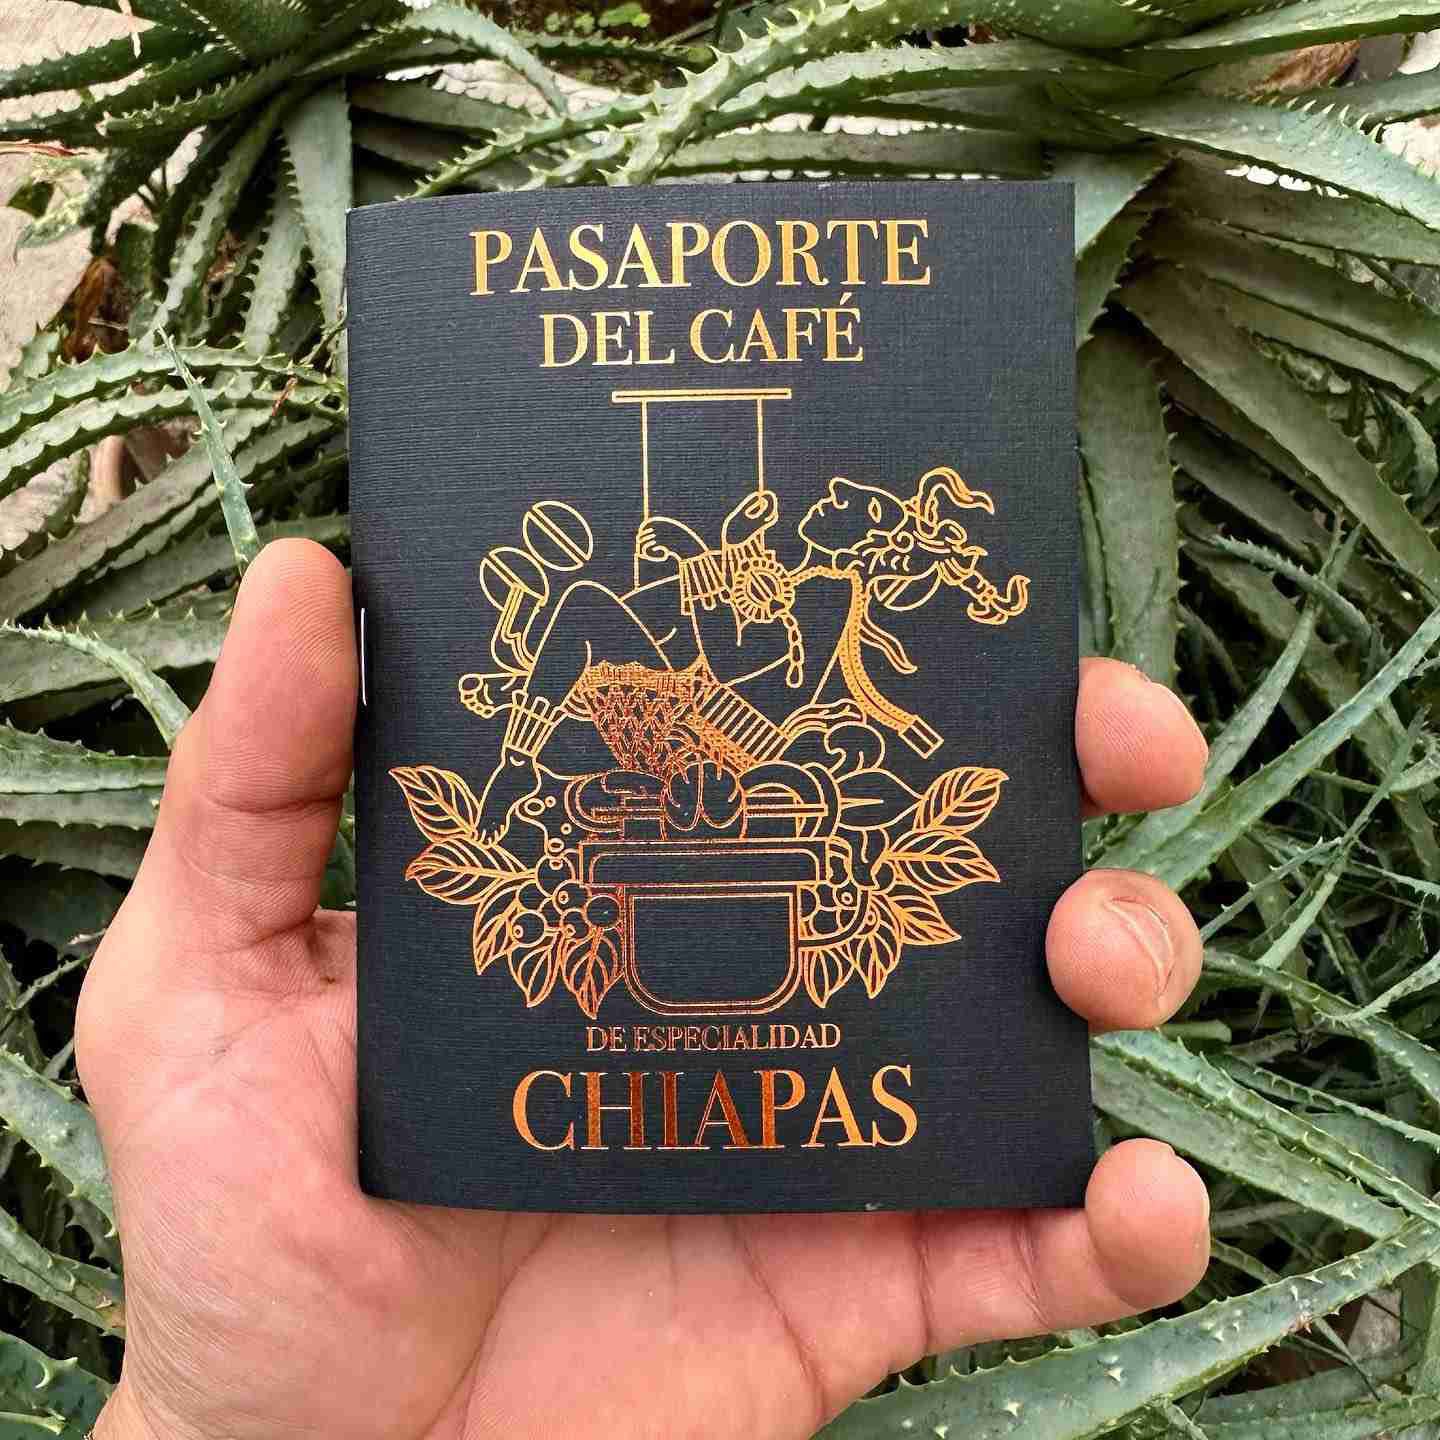 PASAPORTE
DEL CAFÉ
DE ESPECIALIDAD
CHIAPAS